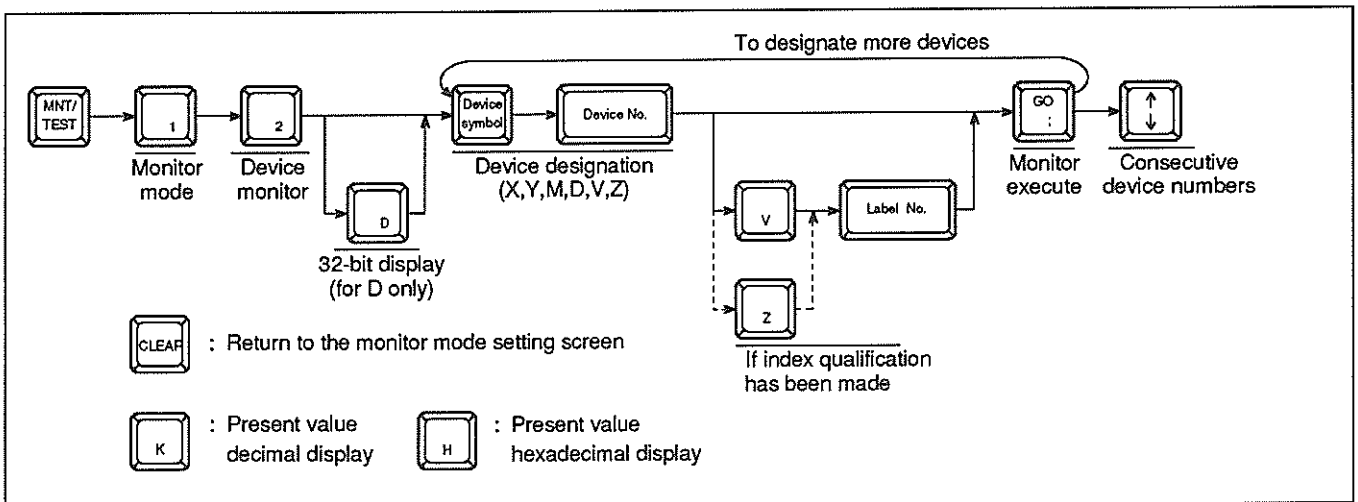 To designate more devices
MNT/
TEST
1
2
Device
symbol
Device No.
GO
;
↑
↓
Monitor
mode
Device
monitor
Device designation
(X,Y,M,D,V,Z)
Monitor
execute
Consecutive
device numbers
D
32-bit display
(for D only)
V
Label No.
Z
If index qualification
has been made
CLEAR
: Return to the monitor mode setting screen
K
: Present value
decimal display
H
: Present value
hexadecimal display